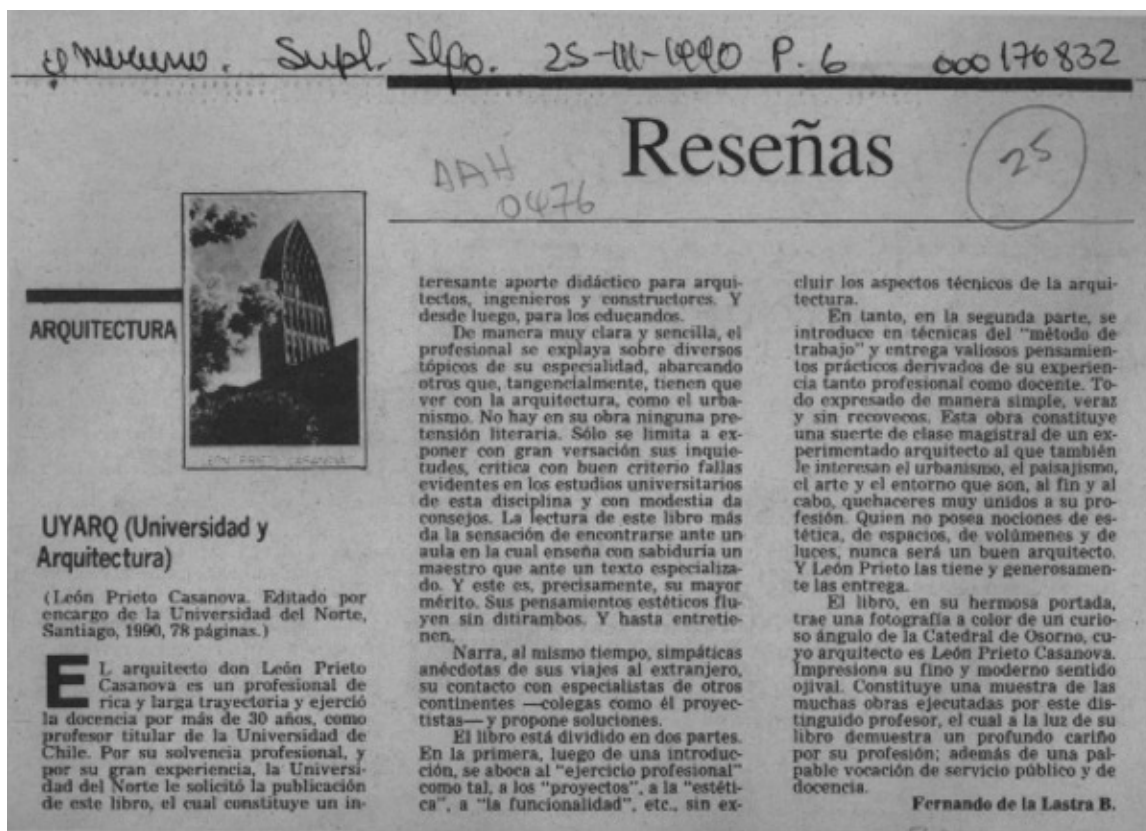 el mercurio. Supl. Stgo. 25-III-1990 P. 6 000176832
Reseñas
AAH
0476
25
ARQUITECTURA
LEON PRIETO CASANOVA
UYARQ (Universidad y
Arquitectura)
(León Prieto Casanova. Editado por
encargo de la Universidad del Norte,
Santiago, 1990, 78 páginas.)
EL arquitecto don León Prieto
Casanova es un profesional de
rica y larga trayectoria y ejerció
la docencia por más de 30 años, como
profesor titular de la Universidad de
Chile. Por su solvencia profesional, y
por su gran experiencia, la Universi-
dad del Norte le solicitó la publicación
de este libro, el cual constituye un in-
teresante aporte didáctico para arqui-
tectos, ingenieros y constructores. Y
desde luego, para los educandos.
De manera muy clara y sencilla, el
profesional se explaya sobre diversos
tópicos de su especialidad, abarcando
otros que, tangencialmente, tienen que
ver con la arquitectura, como el urba-
nismo. No hay en su obra ninguna pre-
tensión literaria. Sólo se limita a ex-
poner con gran versación sus inquie-
tudes, critica con buen criterio fallas
evidentes en los estudios universitarios
de esta disciplina y con modestia da
consejos. La lectura de este libro más
da la sensación de encontrarse ante un
aula en la cual enseña con sabiduría un
maestro que ante un texto especializa-
do. Y este es, precisamente, su mayor
mérito. Sus pensamientos estéticos flu-
yen sin ditirambos. Y hasta entretie-
nen.
Narra, al mismo tiempo, simpáticas
anécdotas de sus viajes al extranjero,
su contacto con especialistas de otros
continentes —colegas como él proyec-
tistas— y propone soluciones.
El libro está dividido en dos partes.
En la primera, luego de una introduc-
ción, se aboca al "ejercicio profesional"
como tal, a los "proyectos", a la "estéti-
ca", a "la funcionalidad", etc., sin ex-
cluir los aspectos técnicos de la arqui-
tectura.
En tanto, en la segunda parte, se
introduce en técnicas del "método de
trabajo" y entrega valiosos pensamien-
tos prácticos derivados de su experien-
cia tanto profesional como docente. To-
do expresado de manera simple, veraz
y sin recovecos. Esta obra constituye
una suerte de clase magistral de un ex-
perimentado arquitecto al que también
le interesan el urbanismo, el paisajismo,
el arte y el entorno que son, al fin y al
cabo, quehaceres muy unidos a su pro-
fesión. Quien no posea nociones de es-
tética, de espacios, de volúmenes y de
luces, nunca será un buen arquitecto.
Y León Prieto las tiene y generosamen-
te las entrega.
El libro, en su hermosa portada,
trae una fotografía a color de un curio-
so ángulo de la Catedral de Osorno, cu-
yo arquitecto es León Prieto Casanova.
Impresiona su fino y moderno sentido
ojival. Constituye una muestra de las
muchas obras ejecutadas por este dis-
tinguido profesor, el cual a la luz de su
libro demuestra un profundo cariño
por su profesión; además de una pal-
pable vocación de servicio público y de
docencia.
Fernando de la Lastra B.